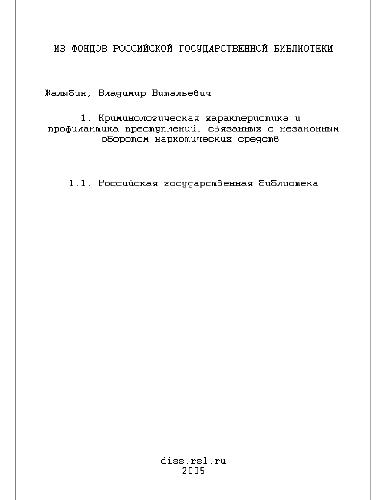 ИЗ ФОНДОВ РОССИЙСКОЙ ГОСУДАРСТВЕННОЙ БИБЛИОТЕКИ
Жалыбин, Владимир Витальевич
1. Криминологическая характеристика и
профилактика преступлений, связанных с незаконным
оборотом наркотических средств
1.1. Российская государственная библиотека
diss.rsl.ru
2005